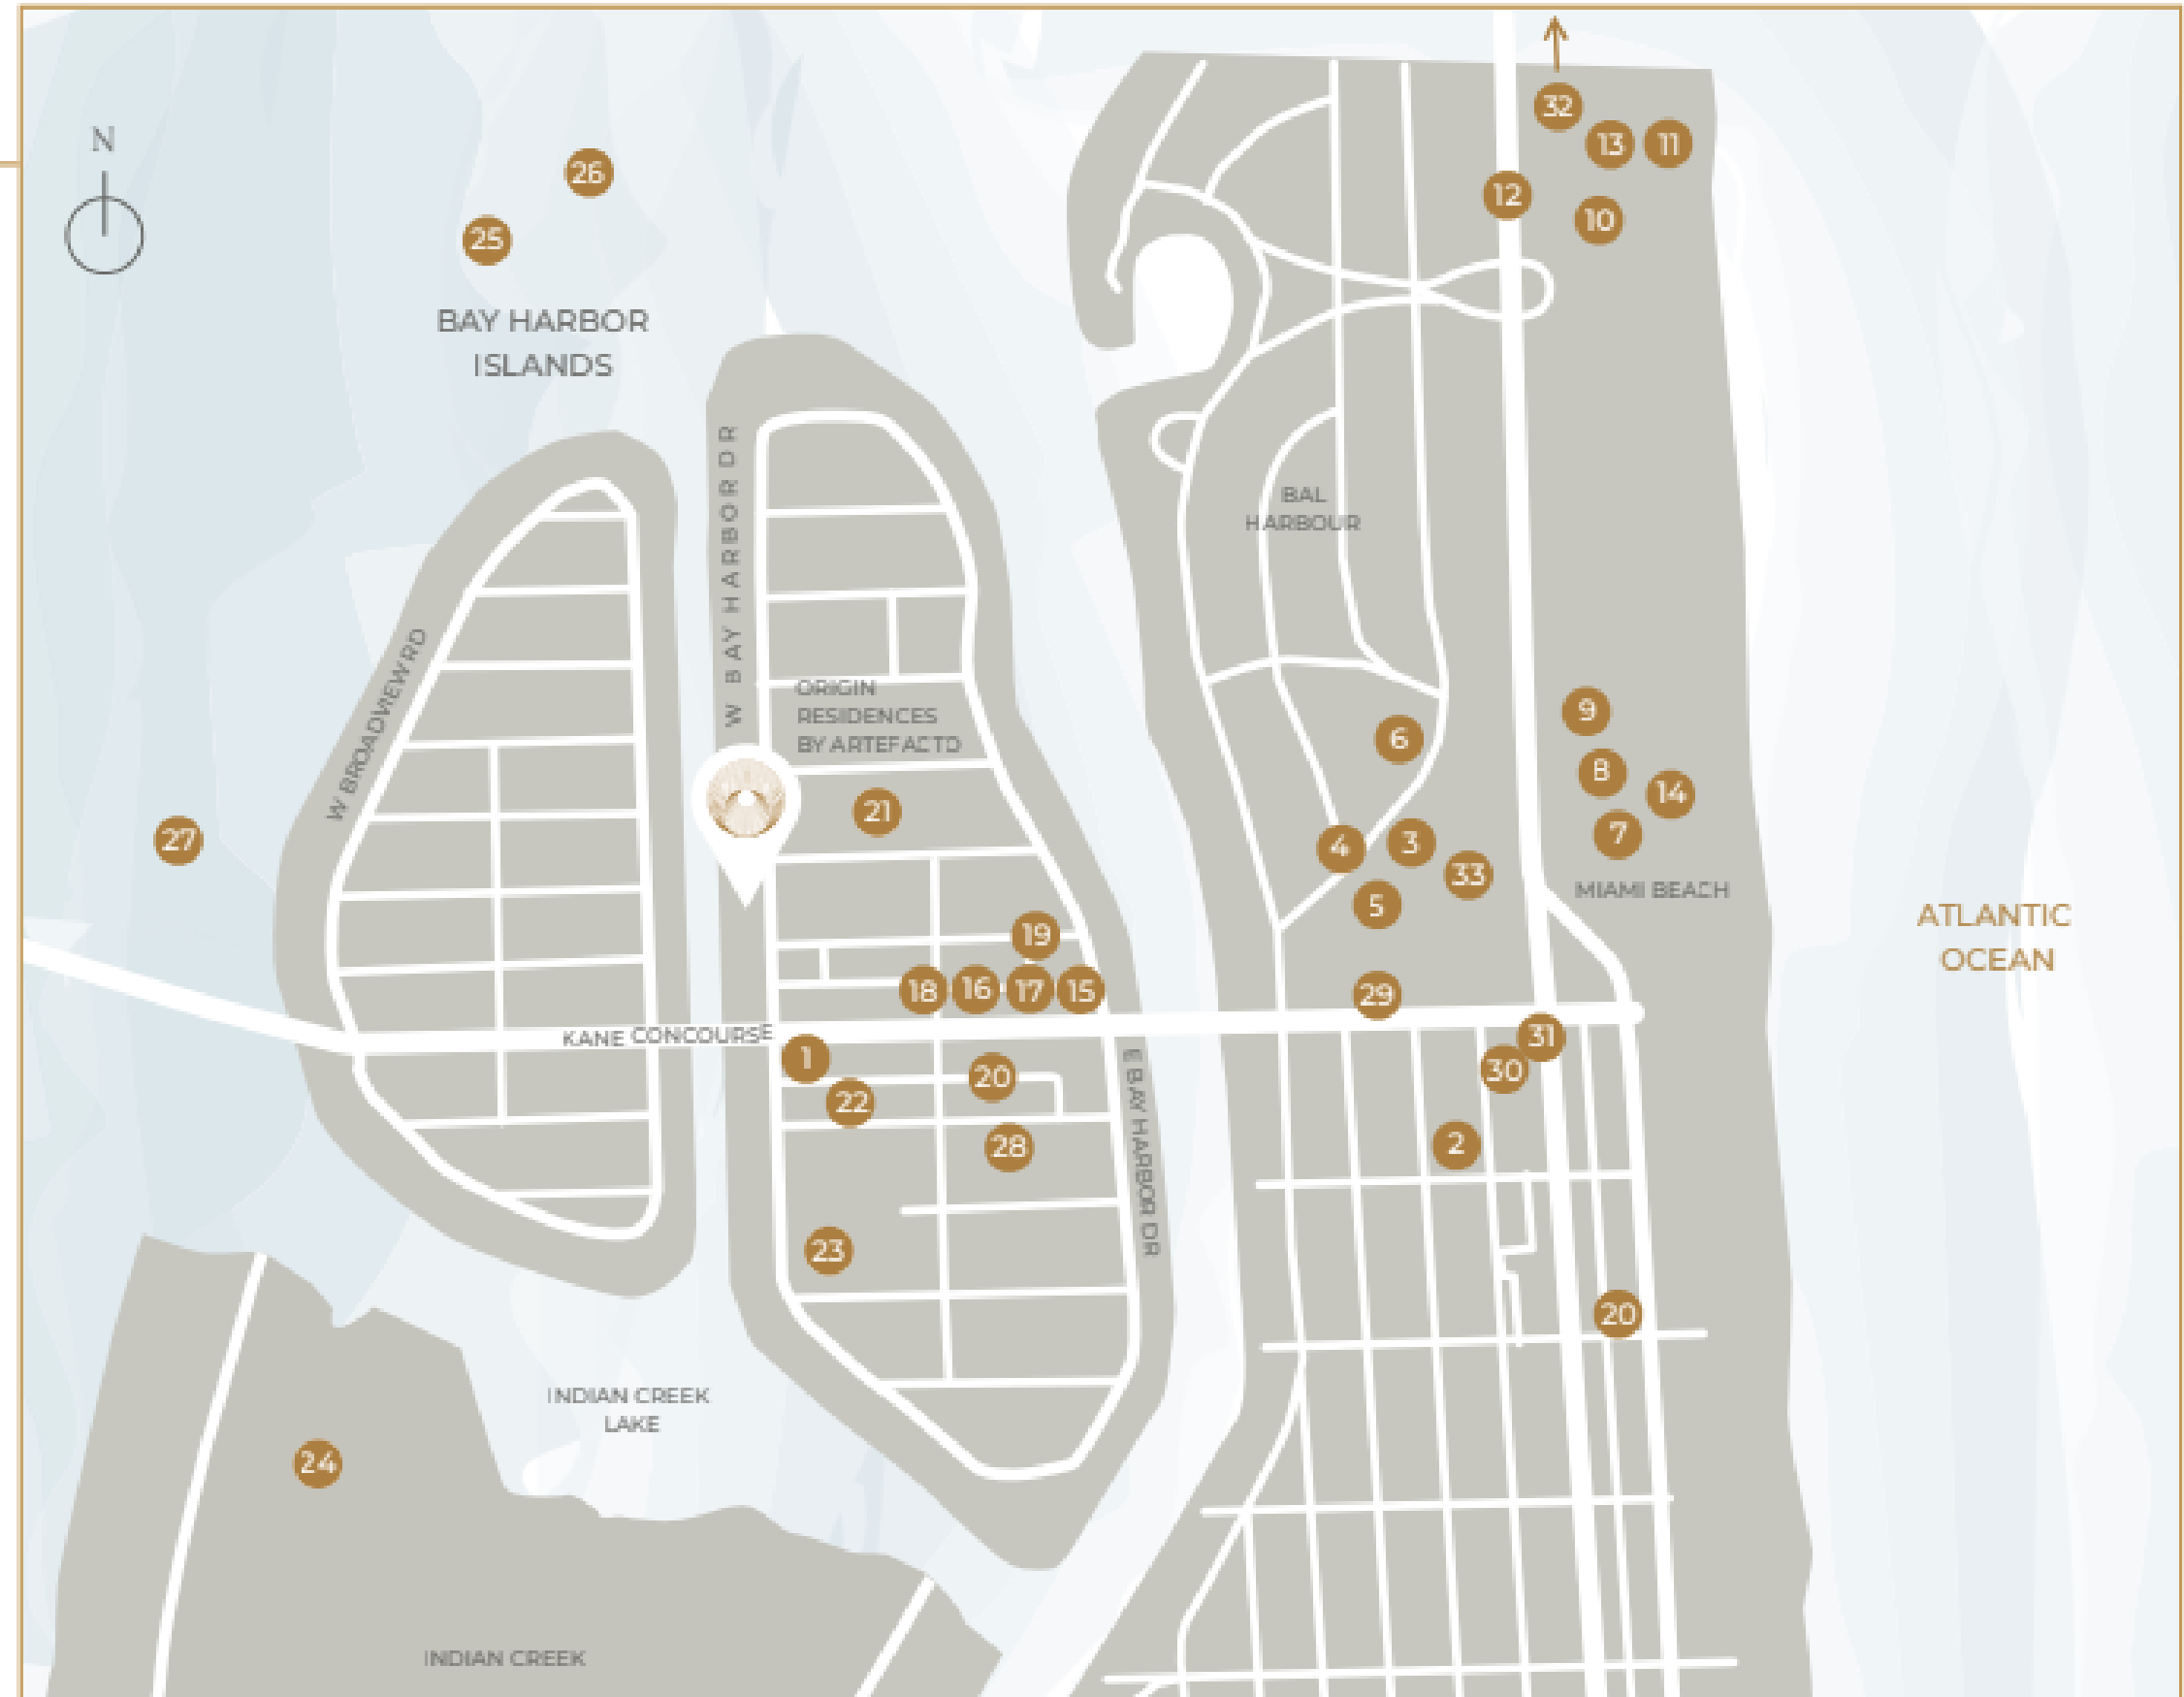 N
32
13
11
12
10
26
25
BAY HARBOR
ISLANDS
W BAY HARBOR DR
BAL
HARBOUR
W BROADVIEW RD
ORIGIN
RESIDENCES
BY ARTEFACTO
9
6
8
14
21
7
27
4
3
33
MIAMI BEACH
5
ATLANTIC
OCEAN
19
18
16
17
15
29
KANE CONCOURSE
1
31
30
20
22
28
2
E BAY HARBOR DR
23
20
INDIAN CREEK
LAKE
24
INDIAN CREEK